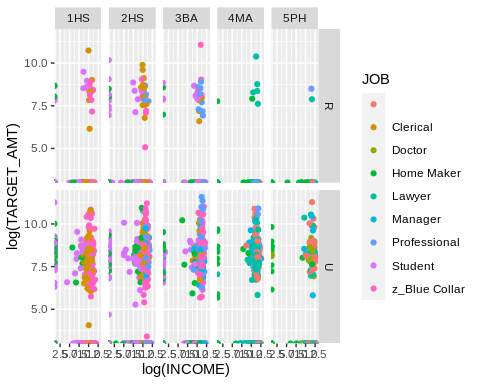 1HS 2HS 3BA 4MA 5PH
10.0
7.5
5.0
R
10.0
7.5
5.0
U
log(TARGET_AMT)
log(INCOME)
JOB
Clerical
Doctor
Home Maker
Lawyer
Manager
Professional
Student
z_Blue Collar